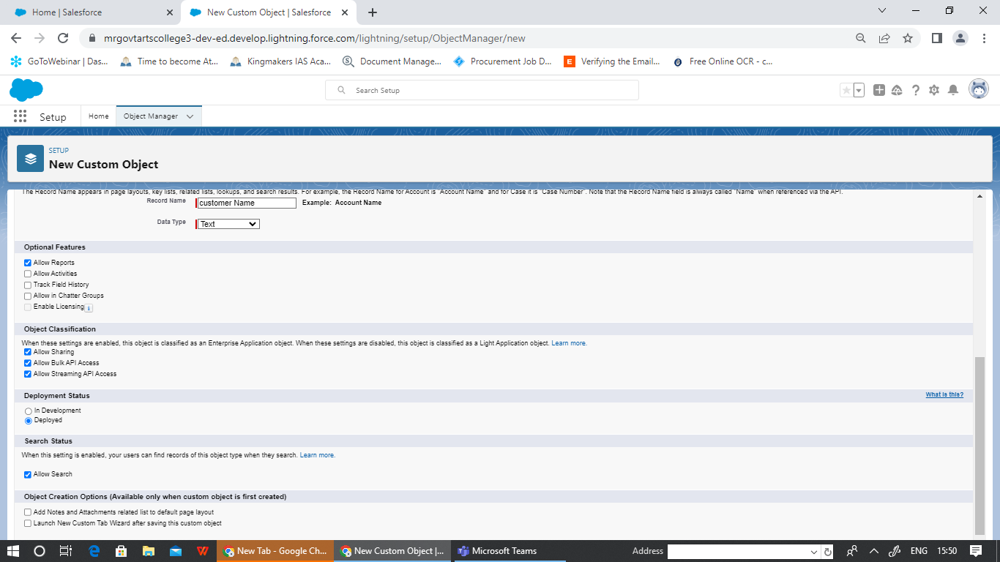 Home | Salesforce
New Custom Object | Salesforce
mrgovtartscollege3-dev-ed.develop.lightning.force.com/lightning/setup/ObjectManager/new
GoToWebinar | Das...
Time to become At...
Kingmakers IAS Aca...
Document Manage...
Procurement Job D...
E
Verifying the Email...
Free Online OCR - c...
Search Setup
Setup
Home
Object Manager
SETUP
New Custom Object
The Record Name appears in page layouts, key lists, related lists, lookups, and search results. For example, the Record Name for Account is "Account Name" and for Case it is "Case Number". Note that the Record Name field is always called "Name" when referenced via the API.
Record Name customer Name Example: Account Name
Data Type Text
Optional Features
Allow Reports
Allow Activities
Track Field History
Allow in Chatter Groups
Enable Licensing i
Object Classification
When these settings are enabled, this object is classified as an Enterprise Application object. When these settings are disabled, this object is classified as a Light Application object. Learn more.
Allow Sharing
Allow Bulk API Access
Allow Streaming API Access
Deployment Status What is this?
In Development
Deployed
Search Status
When this setting is enabled, your users can find records of this object type when they search. Learn more.
Allow Search
Object Creation Options (Available only when custom object is first created)
Add Notes and Attachments related list to default page layout
Launch New Custom Tab Wizard after saving this custom object
New Tab - Google Ch...
New Custom Object |...
Microsoft Teams
Address
ENG
15:50